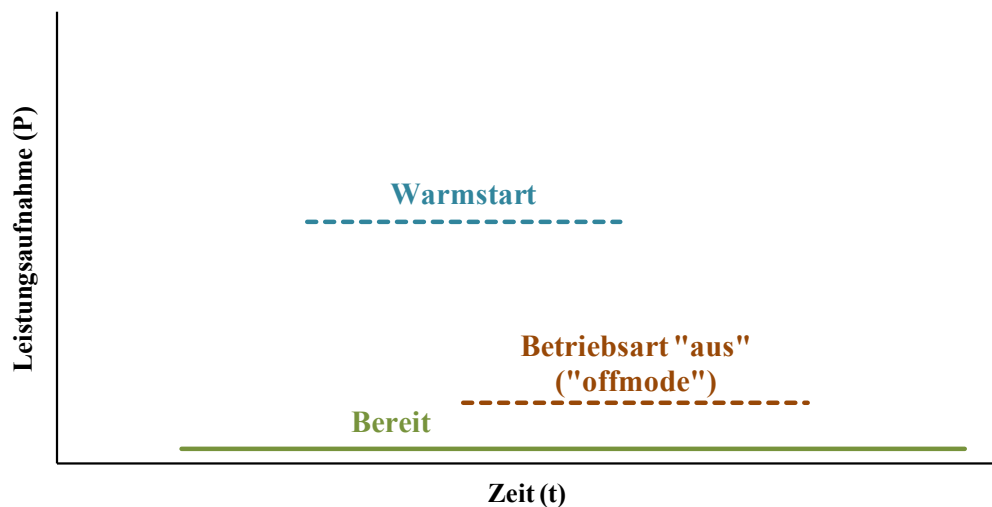 Leistungsaufnahme (P)
Warmstart
Betriebsart "aus"
("offmode")
Bereit
Zeit (t)